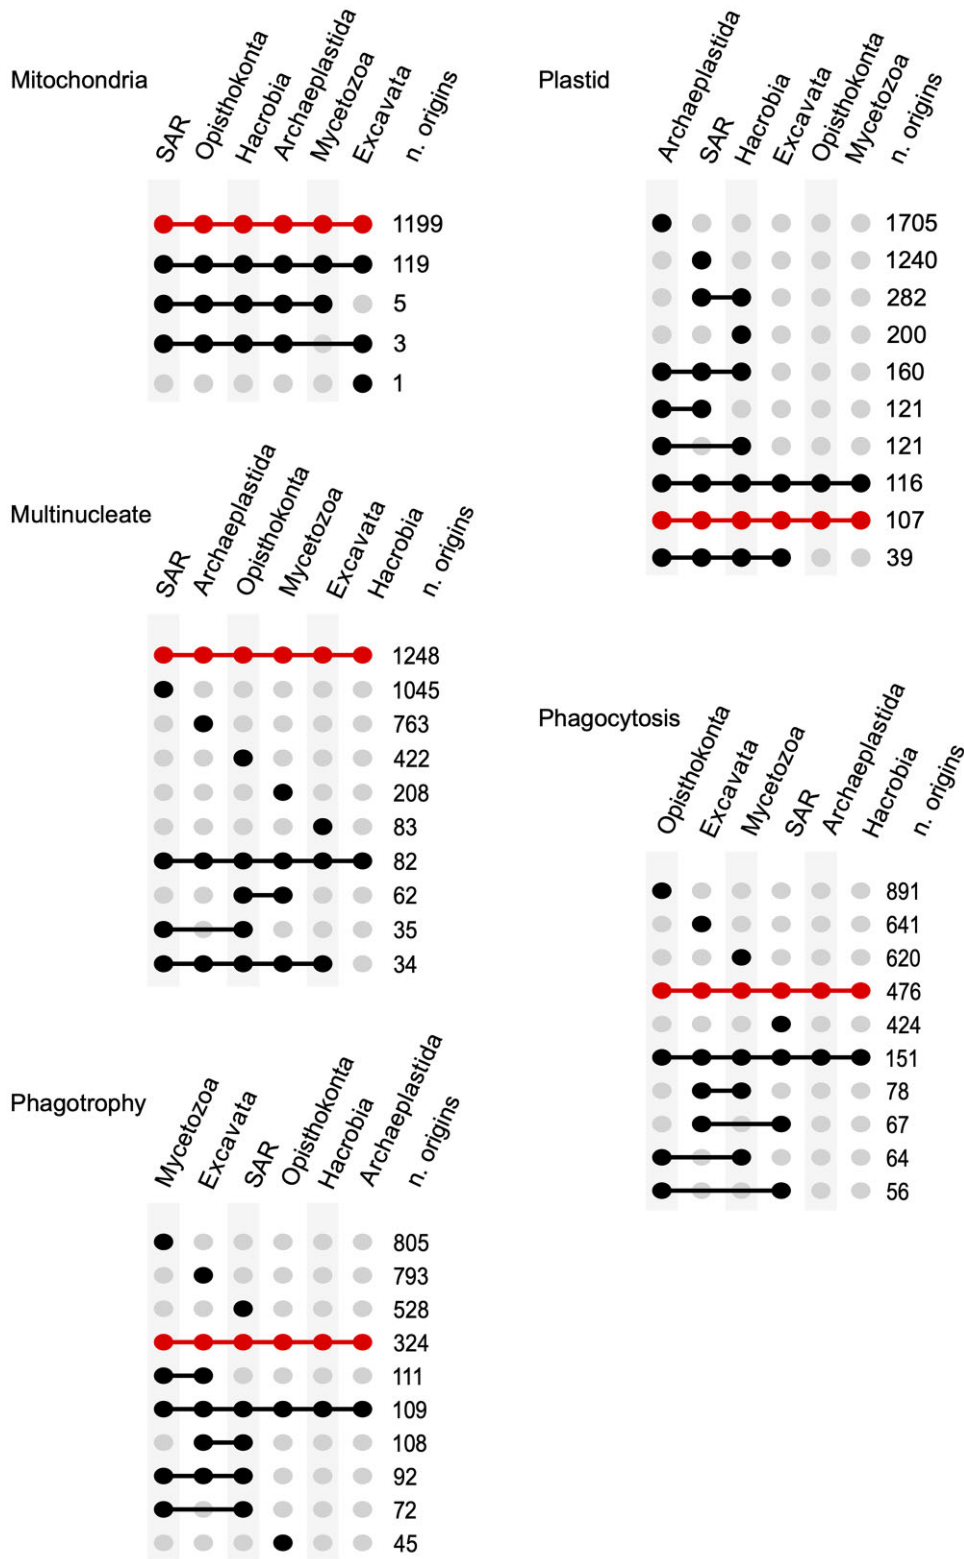 Mitochondria
SAR
Opisthokonta
Hacrobia
Archaeplastida
Mycetozoa
Excavata
n. origins
1199
119
5
3
1
Multinucleate
SAR
Archaeplastida
Opisthokonta
Mycetozoa
Excavata
Hacrobia
n. origins
1248
1045
763
422
208
83
82
62
35
34
Phagotrophy
Mycetozoa
Excavata
SAR
Opisthokonta
Hacrobia
Archaeplastida
n. origins
805
793
528
324
111
109
108
92
72
45
Plastid
Archaeplastida
SAR
Hacrobia
Excavata
Opisthokonta
Mycetozoa
n. origins
1705
1240
282
200
160
121
121
116
107
39
Phagocytosis
Opisthokonta
Excavata
Mycetozoa
SAR
Archaeplastida
Hacrobia
n. origins
891
641
620
476
424
151
78
67
64
56